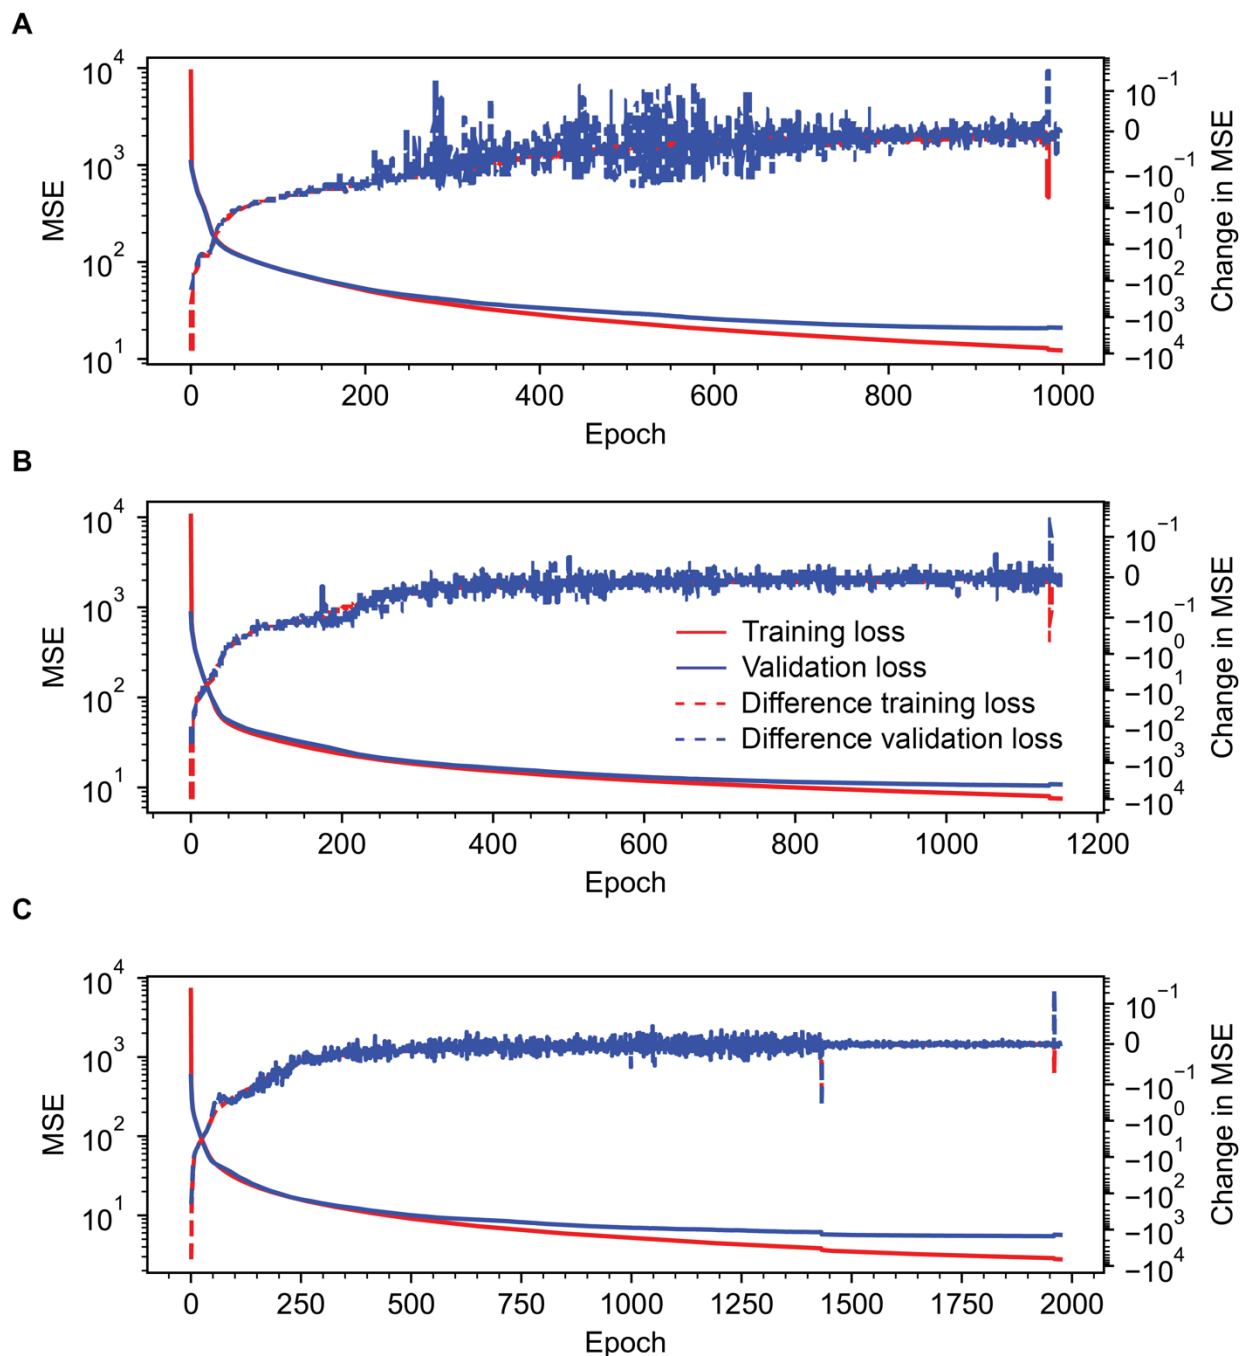 A
10^4
10^3
10^2
10^1
MSE
10^−1
0
−10^−1
−10^0
−10^1
−10^2
−10^3
−10^4
Change in MSE
0 200 400 600 800 1000
Epoch
B
10^4
10^3
10^2
10^1
MSE
Training loss
Validation loss
Difference training loss
Difference validation loss
10^−1
0
−10^−1
−10^0
−10^1
−10^2
−10^3
−10^4
Change in MSE
0 200 400 600 800 1000 1200
Epoch
C
10^4
10^3
10^2
10^1
MSE
10^−1
0
−10^−1
−10^0
−10^1
−10^2
−10^3
−10^4
Change in MSE
0 250 500 750 1000 1250 1500 1750 2000
Epoch